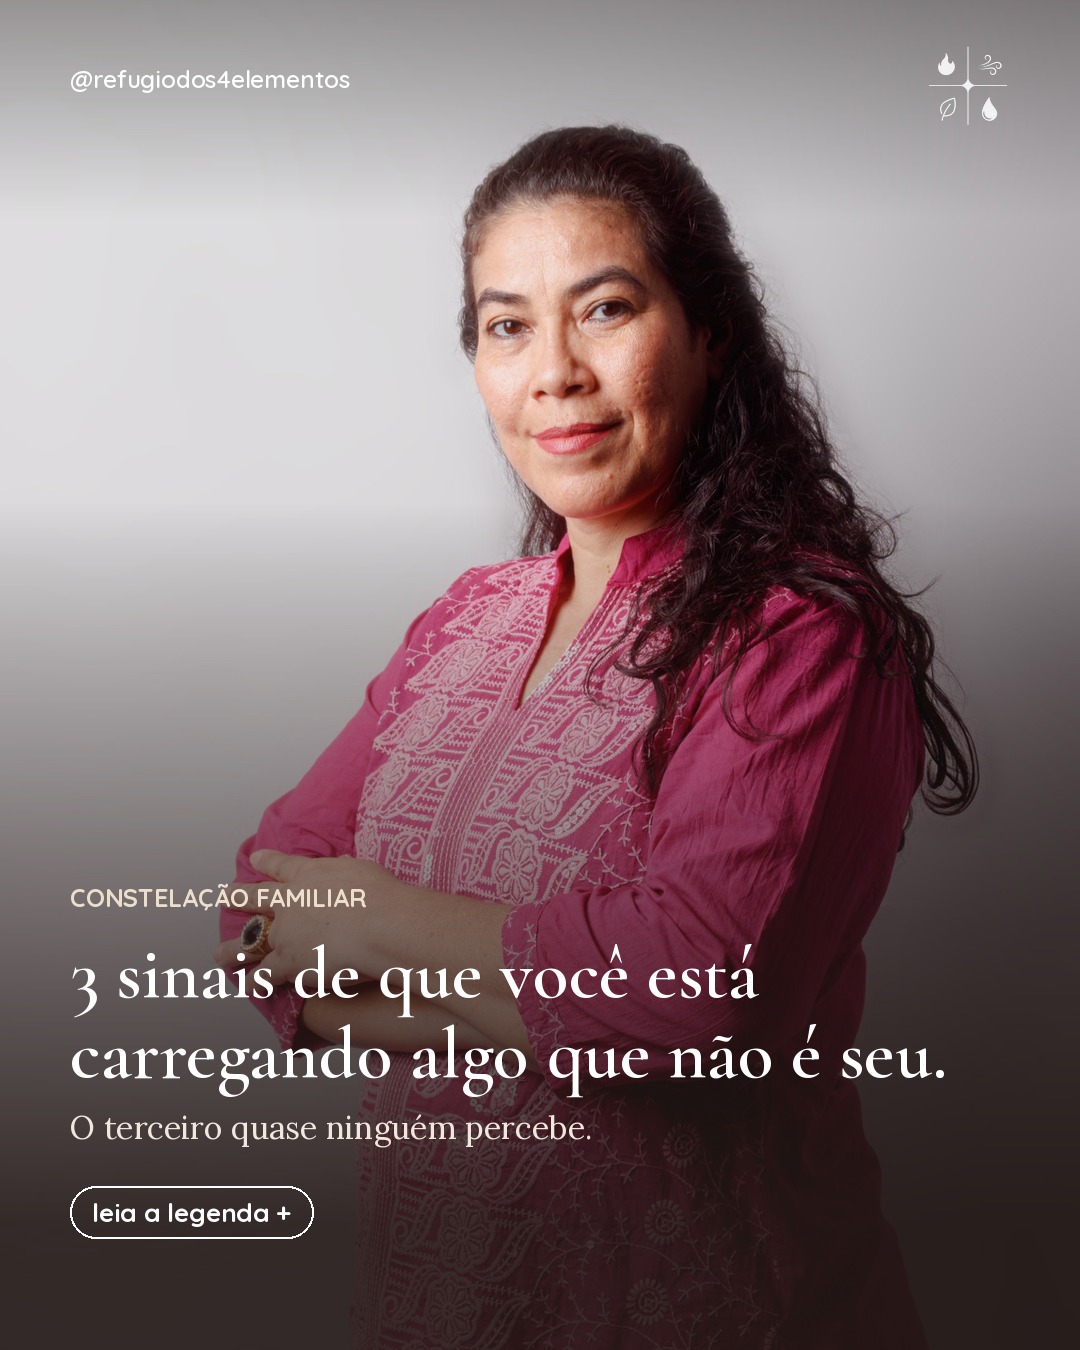 @refugiodos4elementos
CONSTELAÇÃO FAMILIAR
3 sinais de que você está
carregando algo que não é seu.
O terceiro quase ninguém percebe.
leia a legenda +